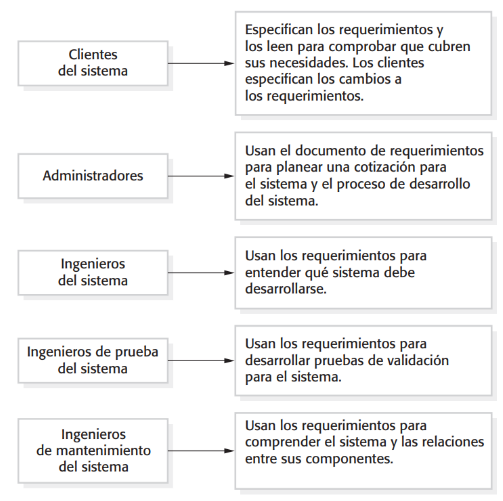 Clientes
del sistema
Especifican los requerimientos y
los leen para comprobar que cubren
sus necesidades. Los clientes
especifican los cambios a
los requerimientos.
Administradores
Usan el documento de requerimientos
para planear una cotización para
el sistema y el proceso de desarrollo
del sistema.
Ingenieros
del sistema
Usan los requerimientos para
entender qué sistema debe
desarrollarse.
Ingenieros de prueba
del sistema
Usan los requerimientos para
desarrollar pruebas de validación
para el sistema.
Ingenieros
de mantenimiento
del sistema
Usan los requerimientos para
comprender el sistema y las relaciones
entre sus componentes.